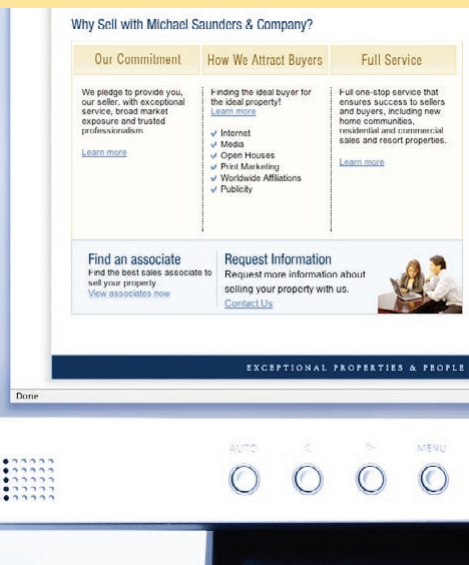 Why Sell with Michael Saunders & Company?
Our Commitment
We pledge to provide you,
our seller, with exceptional
service, broad market
exposure and trusted
professionalism.
Learn more
How We Attract Buyers
Finding the ideal buyer for
the ideal property!
Learn more
Internet
Media
Open Houses
Print Marketing
Worldwide Affiliations
Publicity
Full Service
Full one-stop service that
ensures success to sellers
and buyers, including new
home communities,
residential and commercial
sales and resort properties.
Learn more
Find an associate
Find the best sales associate to
sell your property
View associates now
Request Information
Request more information about
selling your property with us.
Contact Us
EXCEPTIONAL PROPERTIES & PEOPLE
Done
AUTO
MENU